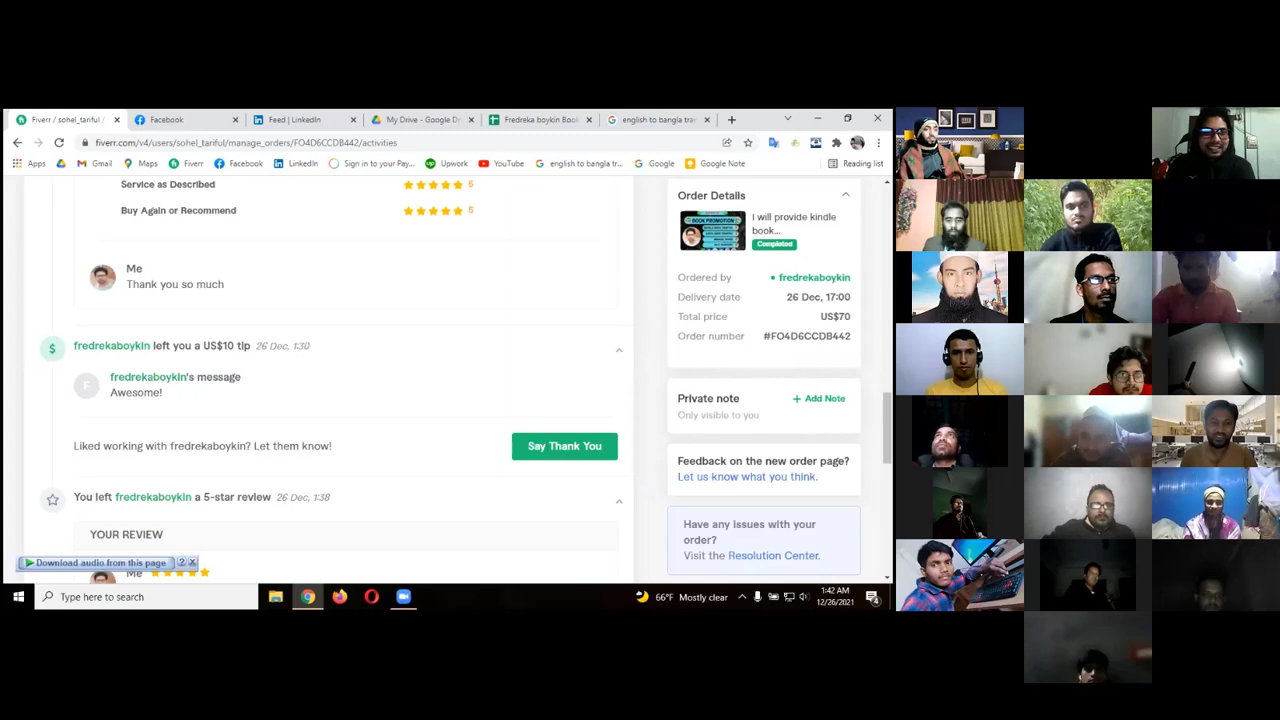 Fiverr / sohel_tariful /
Facebook
Feed | LinkedIn
My Drive - Google Dr
Fredreka boykin Book
english to bangla tra
fiverr.com/v4/users/sohel_tariful/manage_orders/FO4D6CCDB442/activities
Apps
Gmail
Maps
Fiverr
Facebook
LinkedIn
Sign in to your Pay...
Upwork
YouTube
english to bangla tr...
Google
Google Note
Reading list
Service as Described 5
Buy Again or Recommend 5
Me
Thank you so much
$ fredrekaboykin left you a US$10 tip 26 Dec, 1:30
F
fredrekaboykin's message
Awesome!
Liked working with fredrekaboykin? Let them know!
Say Thank You
You left fredrekaboykin a 5-star review 26 Dec, 1:38
YOUR REVIEW
Me
Download audio from this page ? X
Order Details
BOOK PROMOTION
I will provide kindle
book...
Completed
Ordered by • fredrekaboykin
Delivery date 26 Dec, 17:00
Total price US$70
Order number #FO4D6CCDB442
Private note + Add Note
Only visible to you
Feedback on the new order page?
Let us know what you think.
Have any issues with your
order?
Visit the Resolution Center.
Type here to search
66°F Mostly clear
1:42 AM
12/26/2021
4